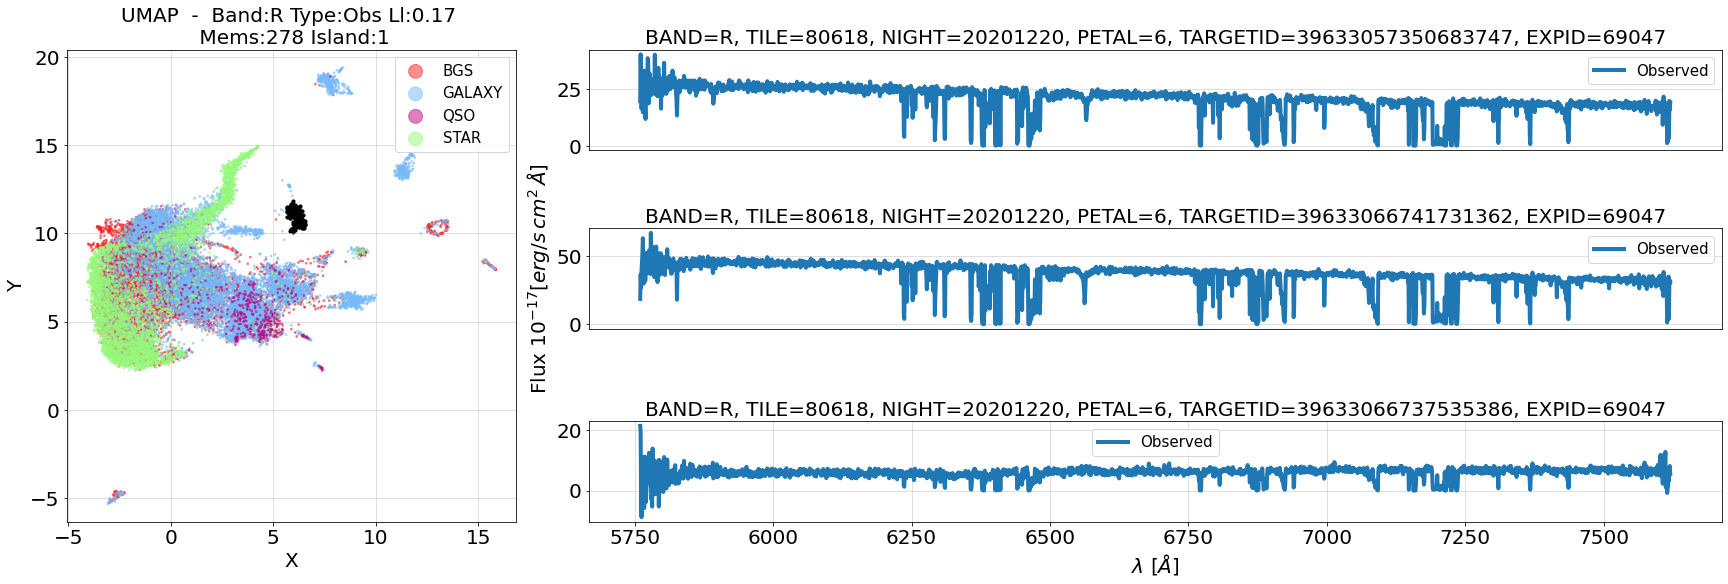 UMAP - Band:R Type:Obs Ll:0.17
Mems:278 Island:1
BGS
GALAXY
QSO
STAR
20
15
10
5
0
−5
Y
−5
0
5
10
15
X
BAND=R, TILE=80618, NIGHT=20201220, PETAL=6, TARGETID=39633057350683747, EXPID=69047
Observed
25
0
BAND=R, TILE=80618, NIGHT=20201220, PETAL=6, TARGETID=39633066741731362, EXPID=69047
Observed
50
0
Flux 10⁻¹⁷[erg/s cm² Å]
BAND=R, TILE=80618, NIGHT=20201220, PETAL=6, TARGETID=39633066737535386, EXPID=69047
Observed
20
0
5750
6000
6250
6500
6750
7000
7250
7500
λ [Å]